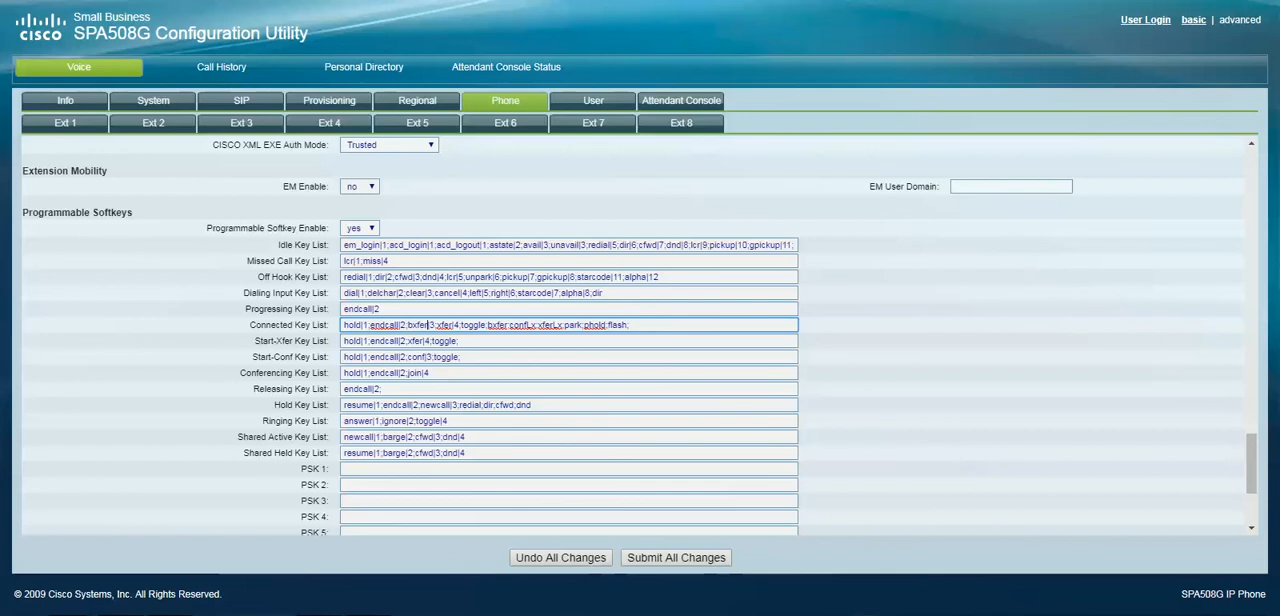 Small Business
cisco SPA508G Configuration Utility
User Login basic | advanced
Voice Call History Personal Directory Attendant Console Status
Info System SIP Provisioning Regional Phone User Attendant Console
Ext 1 Ext 2 Ext 3 Ext 4 Ext 5 Ext 6 Ext 7 Ext 8
CISCO XML EXE Auth Mode: Trusted
Extension Mobility
EM Enable: no EM User Domain:
Programmable Softkeys
Programmable Softkey Enable: yes
Idle Key List: em_login|1;acd_login|1;acd_logout|1;astate|2;avail|3;unavail|3;redial|5;dir|6;cfwd|7;dnd|8;lcr|9;pickup|10;gpickup|11;
Missed Call Key List: lcr|1;miss|4
Off Hook Key List: redial|1;dir|2;cfwd|3;dnd|4;lcr|5;unpark|6;pickup|7;gpickup|8;starcode|11;alpha|12
Dialing Input Key List: dial|1;delchar|2;clear|3;cancel|4;left|5;right|6;starcode|7;alpha|8;dir
Progressing Key List: endcall|2
Connected Key List: hold|1;endcall|2;bxfer|3;xfer|4;toggle;bxfer;confLx;xferLx;park;phold;flash;
Start-Xfer Key List: hold|1;endcall|2;xfer|4;toggle;
Start-Conf Key List: hold|1;endcall|2;conf|3;toggle;
Conferencing Key List: hold|1;endcall|2;join|4
Releasing Key List: endcall|2;
Hold Key List: resume|1;endcall|2;newcall|3;redial;dir;cfwd;dnd
Ringing Key List: answer|1;ignore|2;toggle|4
Shared Active Key List: newcall|1;barge|2;cfwd|3;dnd|4
Shared Held Key List: resume|1;barge|2;cfwd|3;dnd|4
PSK 1:
PSK 2:
PSK 3:
PSK 4:
PSK 5:
Undo All Changes Submit All Changes
© 2009 Cisco Systems, Inc. All Rights Reserved. SPA508G IP Phone